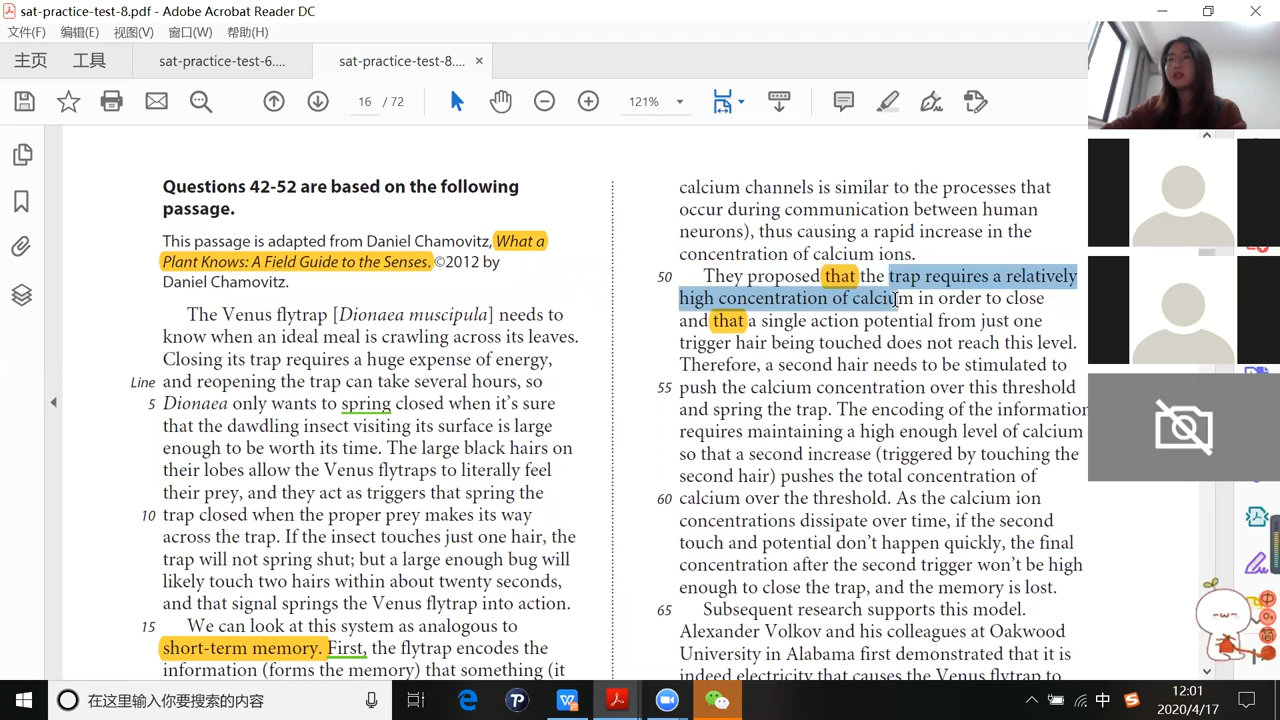 sat-practice-test-8.pdf - Adobe Acrobat Reader DC
文件(F) 编辑(E) 视图(V) 窗口(W) 帮助(H)
主页 工具 sat-practice-test-6.... sat-practice-test-8.... ×
16 / 72 121%
Questions 42-52 are based on the following
passage.
This passage is adapted from Daniel Chamovitz, What a
Plant Knows: A Field Guide to the Senses. ©2012 by
Daniel Chamovitz.
The Venus flytrap [Dionaea muscipula] needs to
know when an ideal meal is crawling across its leaves.
Closing its trap requires a huge expense of energy,
Line and reopening the trap can take several hours, so
5 Dionaea only wants to spring closed when it’s sure
that the dawdling insect visiting its surface is large
enough to be worth its time. The large black hairs on
their lobes allow the Venus flytraps to literally feel
their prey, and they act as triggers that spring the
10 trap closed when the proper prey makes its way
across the trap. If the insect touches just one hair, the
trap will not spring shut; but a large enough bug will
likely touch two hairs within about twenty seconds,
and that signal springs the Venus flytrap into action.
15 We can look at this system as analogous to
short-term memory. First, the flytrap encodes the
information (forms the memory) that something (it
calcium channels is similar to the processes that
occur during communication between human
neurons), thus causing a rapid increase in the
concentration of calcium ions.
50 They proposed that the trap requires a relatively
high concentration of calcium in order to close
and that a single action potential from just one
trigger hair being touched does not reach this level.
Therefore, a second hair needs to be stimulated to
55 push the calcium concentration over this threshold
and spring the trap. The encoding of the information
requires maintaining a high enough level of calcium
so that a second increase (triggered by touching the
second hair) pushes the total concentration of
60 calcium over the threshold. As the calcium ion
concentrations dissipate over time, if the second
touch and potential don’t happen quickly, the final
concentration after the second trigger won’t be high
enough to close the trap, and the memory is lost.
65 Subsequent research supports this model.
Alexander Volkov and his colleagues at Oakwood
University in Alabama first demonstrated that it is
indeed electricity that causes the Venus flytrap to
在这里输入你要搜索的内容
中
12:01
2020/4/17